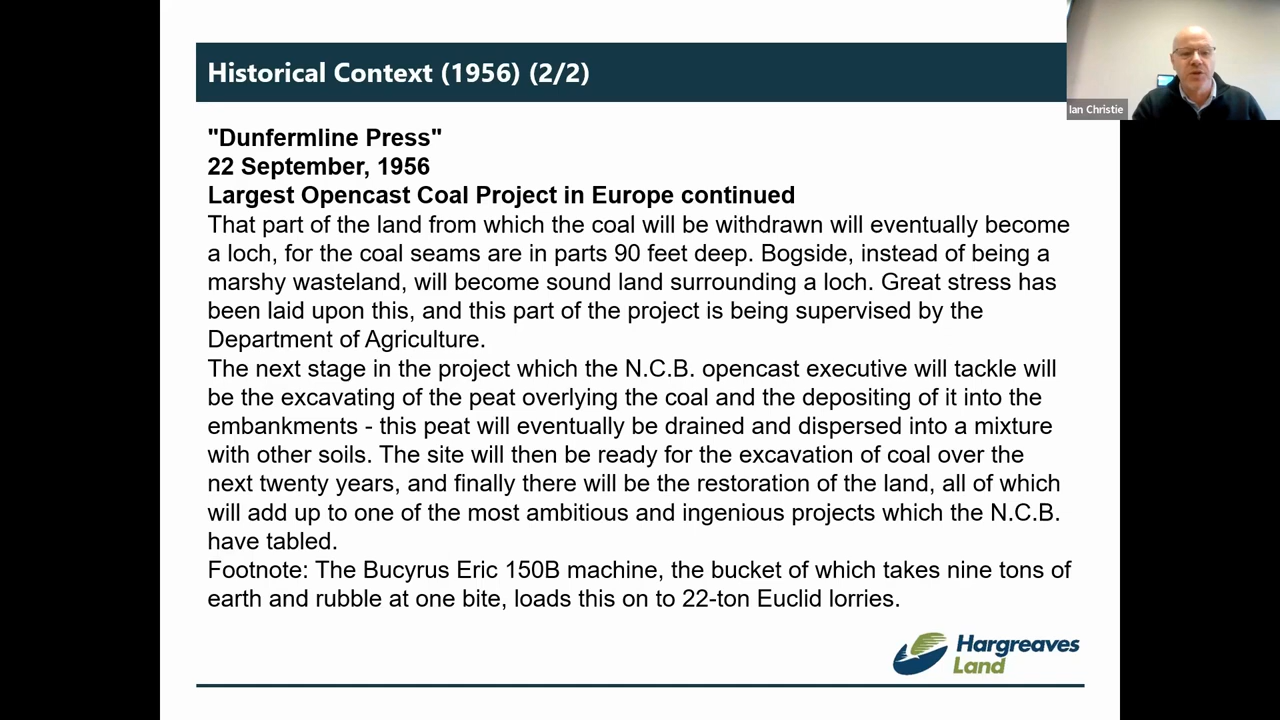 Historical Context (1956) (2/2)
Ian Christie
"Dunfermline Press"
22 September, 1956
Largest Opencast Coal Project in Europe continued
That part of the land from which the coal will be withdrawn will eventually become
a loch, for the coal seams are in parts 90 feet deep. Bogside, instead of being a
marshy wasteland, will become sound land surrounding a loch. Great stress has
been laid upon this, and this part of the project is being supervised by the
Department of Agriculture.
The next stage in the project which the N.C.B. opencast executive will tackle will
be the excavating of the peat overlying the coal and the depositing of it into the
embankments - this peat will eventually be drained and dispersed into a mixture
with other soils. The site will then be ready for the excavation of coal over the
next twenty years, and finally there will be the restoration of the land, all of which
will add up to one of the most ambitious and ingenious projects which the N.C.B.
have tabled.
Footnote: The Bucyrus Eric 150B machine, the bucket of which takes nine tons of
earth and rubble at one bite, loads this on to 22-ton Euclid lorries.
Hargreaves
Land